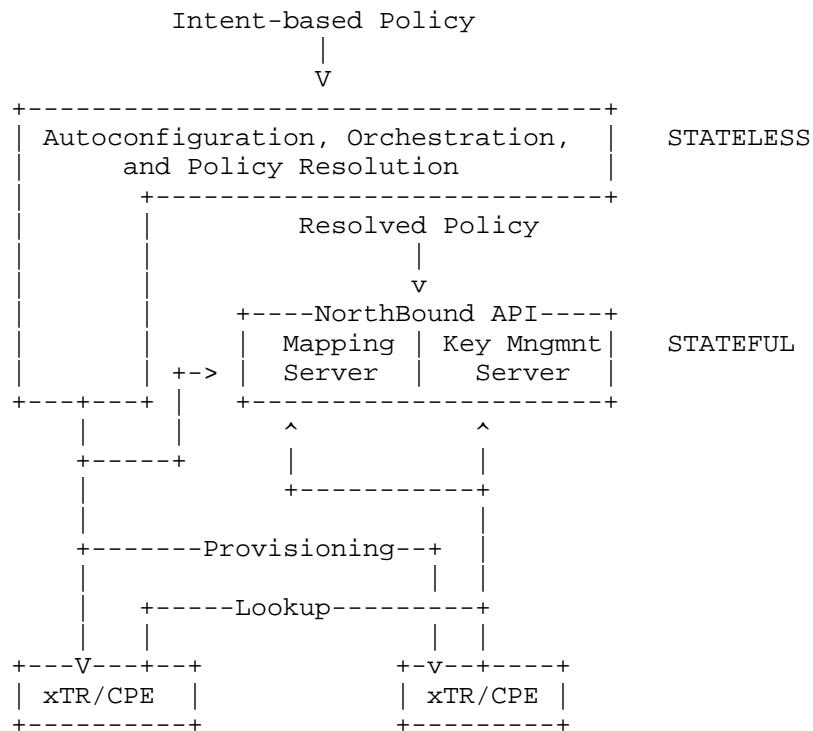 Intent-based Policy
Autoconfiguration, Orchestration, STATELESS
and Policy Resolution
Resolved Policy
NorthBound API
Mapping Key Mngmnt STATEFUL
Server Server
Provisioning
Lookup
xTR/CPE xTR/CPE